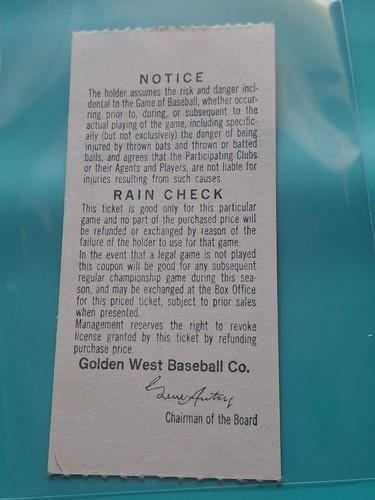 NOTICE
The holder assumes the risk and danger inci-
dental to the Game of Baseball, whether occur-
ring prior to, during, or subsequent to the
actual playing of the game, including specific-
ally (but not exclusively) the danger of being
injured by thrown bats and thrown or batted
balls, and agrees that the Participating Clubs
or their Agents and Players, are not liable for
injuries resulting from such causes.
RAIN CHECK
This ticket is good only for this particular
game and no part of the purchased price will
be refunded or exchanged by reason of the
failure of the holder to use for that game.
In the event that a legal game is not played
this coupon will be good for any subsequent
regular championship game during this sea-
son, and may be exchanged at the Box Office
for this priced ticket, subject to prior sales
when presented.
Management reserves the right to revoke
license granted by this ticket by refunding
purchase price.
Golden West Baseball Co.
Gene Autry
Chairman of the Board